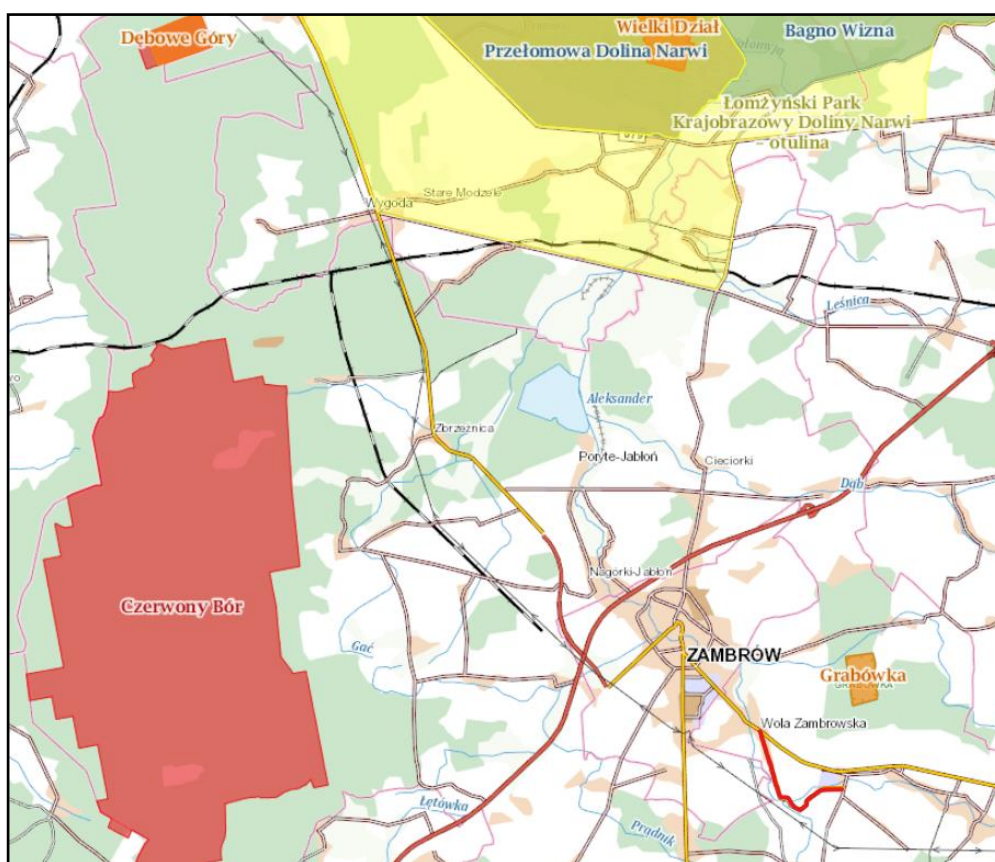 Dębowe Góry
Wielki Dział
Przełomowa Dolina Narwi
Bagno Wizna
Łomżyński Park
Krajobrazowy Doliny Narwi
– otulina
Stare Modzele
Wygoda
Leśnica
Aleksander
Zbrzeźnica
Poryte-Jabłoń
Cieciorki
Dąb
Nagórki-Jabłoń
Czerwony Bór
Gać
ZAMBRÓW
Grabówka
GRABÓWKA
Wola Zambrowska
Łętówka
Prądnik